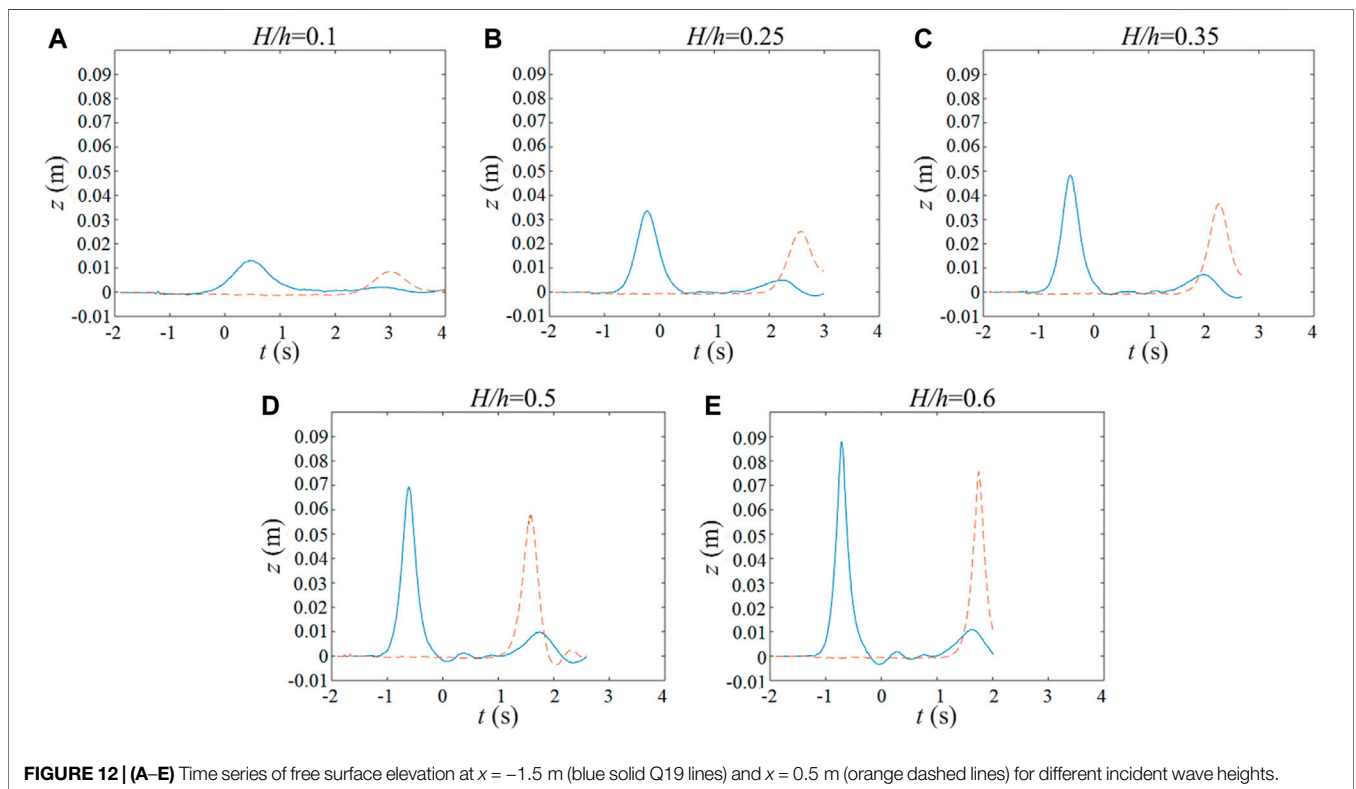 A
H/h=0.1
0.09
0.08
0.07
0.06
0.05
0.04
0.03
0.02
0.01
0
-0.01
z (m)
-2 -1 0 1 2 3 4
t (s)
B
H/h=0.25
0.09
0.08
0.07
0.06
0.05
0.04
0.03
0.02
0.01
0
-0.01
z (m)
-2 -1 0 1 2 3 4
t (s)
C
H/h=0.35
0.09
0.08
0.07
0.06
0.05
0.04
0.03
0.02
0.01
0
-0.01
z (m)
-2 -1 0 1 2 3 4
t (s)
D
H/h=0.5
0.09
0.08
0.07
0.06
0.05
0.04
0.03
0.02
0.01
0
-0.01
z (m)
-2 -1 0 1 2 3 4
t (s)
E
H/h=0.6
0.09
0.08
0.07
0.06
0.05
0.04
0.03
0.02
0.01
0
-0.01
z (m)
-2 -1 0 1 2 3 4
t (s)
FIGURE 12 | (A–E) Time series of free surface elevation at x = −1.5 m (blue solid Q19 lines) and x = 0.5 m (orange dashed lines) for different incident wave heights.